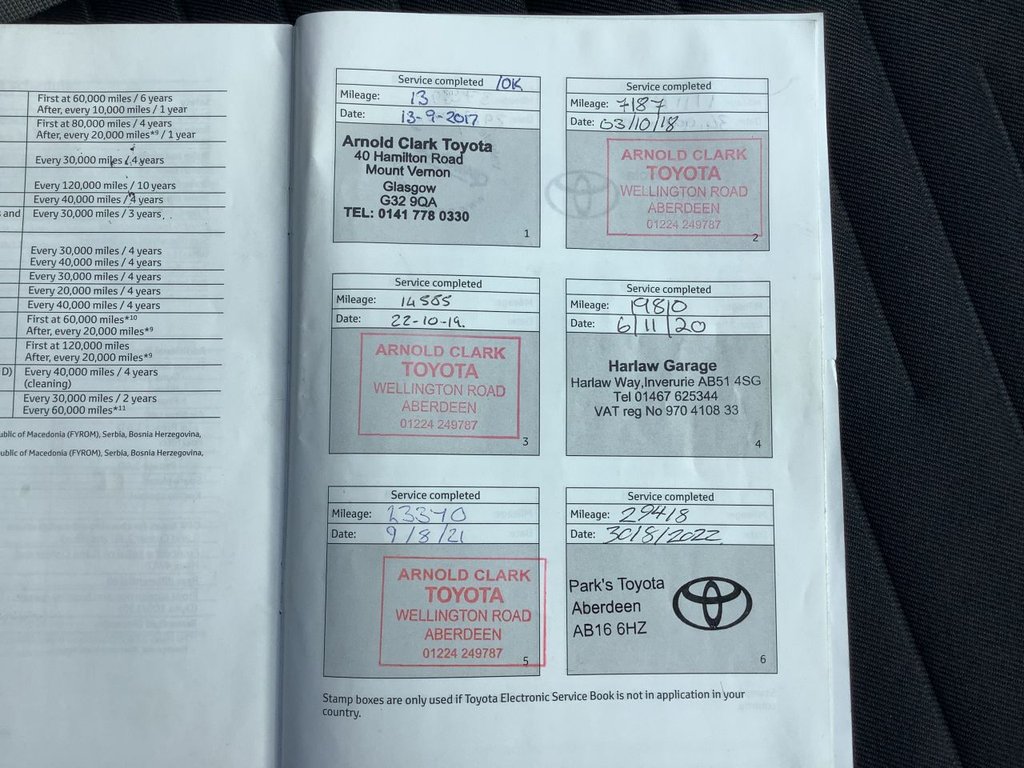 First at 60,000 miles / 6 years
After, every 10,000 miles / 1 year
First at 80,000 miles / 4 years
After, every 20,000 miles*9 / 1 year
Every 30,000 miles / 4 years
Every 120,000 miles / 10 years
Every 40,000 miles / 4 years
and Every 30,000 miles / 3 years
Every 30,000 miles / 4 years
Every 40,000 miles / 4 years
Every 30,000 miles / 4 years
Every 20,000 miles / 4 years
Every 40,000 miles / 4 years
First at 60,000 miles*10
After, every 20,000 miles*9
First at 120,000 miles
After, every 20,000 miles*9
D) Every 40,000 miles / 4 years
(cleaning)
Every 30,000 miles / 2 years
Every 60,000 miles*11
ublic of Macedonia (FYROM), Serbia, Bosnia Herzegovina,
ublic of Macedonia (FYROM), Serbia, Bosnia Herzegovina,
Service completed /OK
Mileage: 13
Date: 13-9-2017
Arnold Clark Toyota
40 Hamilton Road
Mount Vernon
Glasgow
G32 9QA
TEL: 0141 778 0330
1
Service completed
Mileage: 7187
Date: 03/10/18
ARNOLD CLARK
TOYOTA
WELLINGTON ROAD
ABERDEEN
01224 249787
2
Service completed
Mileage: 14555
Date: 22-10-19.
ARNOLD CLARK
TOYOTA
WELLINGTON ROAD
ABERDEEN
01224 249787
3
Service completed
Mileage: 19810
Date: 6/11/20
Harlaw Garage
Harlaw Way,Inverurie AB51 4SG
Tel 01467 625344
VAT reg No 970 4108 33
4
Service completed
Mileage: 23370
Date: 9/8/21
ARNOLD CLARK
TOYOTA
WELLINGTON ROAD
ABERDEEN
01224 249787
5
Service completed
Mileage: 29418
Date: 30/8/2022
Park's Toyota
Aberdeen
AB16 6HZ
6
Stamp boxes are only used if Toyota Electronic Service Book is not in application in your
country.